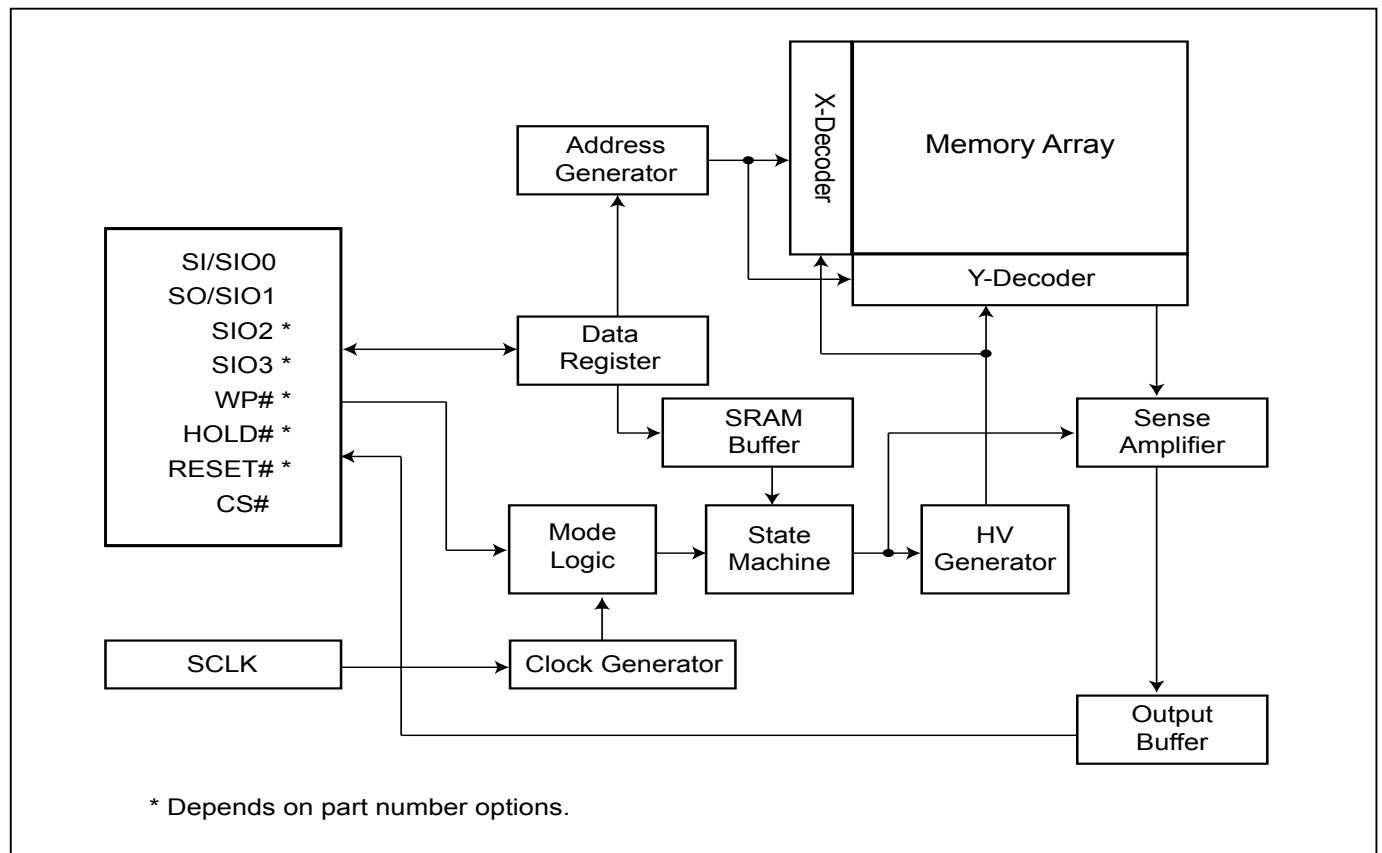 X-Decoder
Memory Array
Address
Generator
Y-Decoder
SI/SIO0
SO/SIO1
SIO2 *
SIO3 *
WP# *
HOLD# *
RESET# *
CS#
Data
Register
SRAM
Buffer
Sense
Amplifier
Mode
Logic
State
Machine
HV
Generator
SCLK
Clock Generator
Output
Buffer
* Depends on part number options.